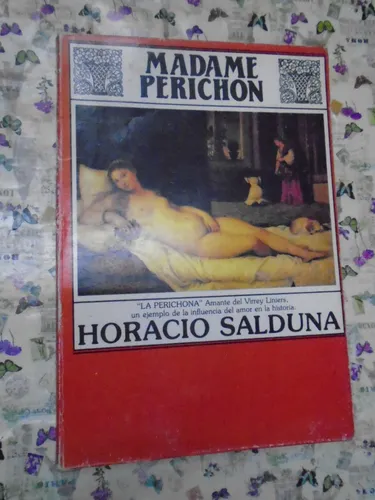 MADAME
PERICHON
"LA PERICHONA" Amante del Virrey Liniers,
un ejemplo de la influencia del amor en la historia.
HORACIO SALDUNA